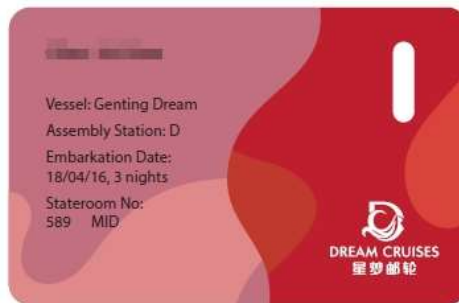 Vessel: Genting Dream
Assembly Station: D
Embarkation Date:
18/04/16, 3 nights
Stateroom No:
589 MID
DREAM CRUISES
星梦邮轮